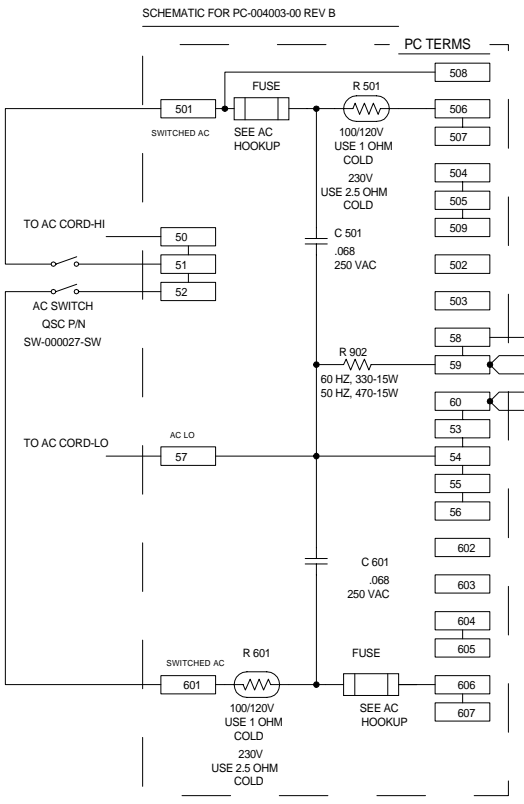 SCHEMATIC FOR PC-004003-00 REV B
PC TERMS
508
FUSE
R 501
501
506
SWITCHED AC
SEE AC
HOOKUP
100/120V
USE 1 OHM
COLD
507
230V
USE 2.5 OHM
COLD
504
505
509
TO AC CORD-HI
50
C 501
.068
250 VAC
51
502
52
AC SWITCH
QSC P/N
SW-000027-SW
503
58
R 902
59
60 HZ, 330-15W
50 HZ, 470-15W
60
53
AC LO
TO AC CORD-LO
57
54
55
56
602
C 601
.068
250 VAC
603
604
R 601
FUSE
605
SWITCHED AC
601
606
100/120V
USE 1 OHM
COLD
SEE AC
HOOKUP
607
230V
USE 2.5 OHM
COLD